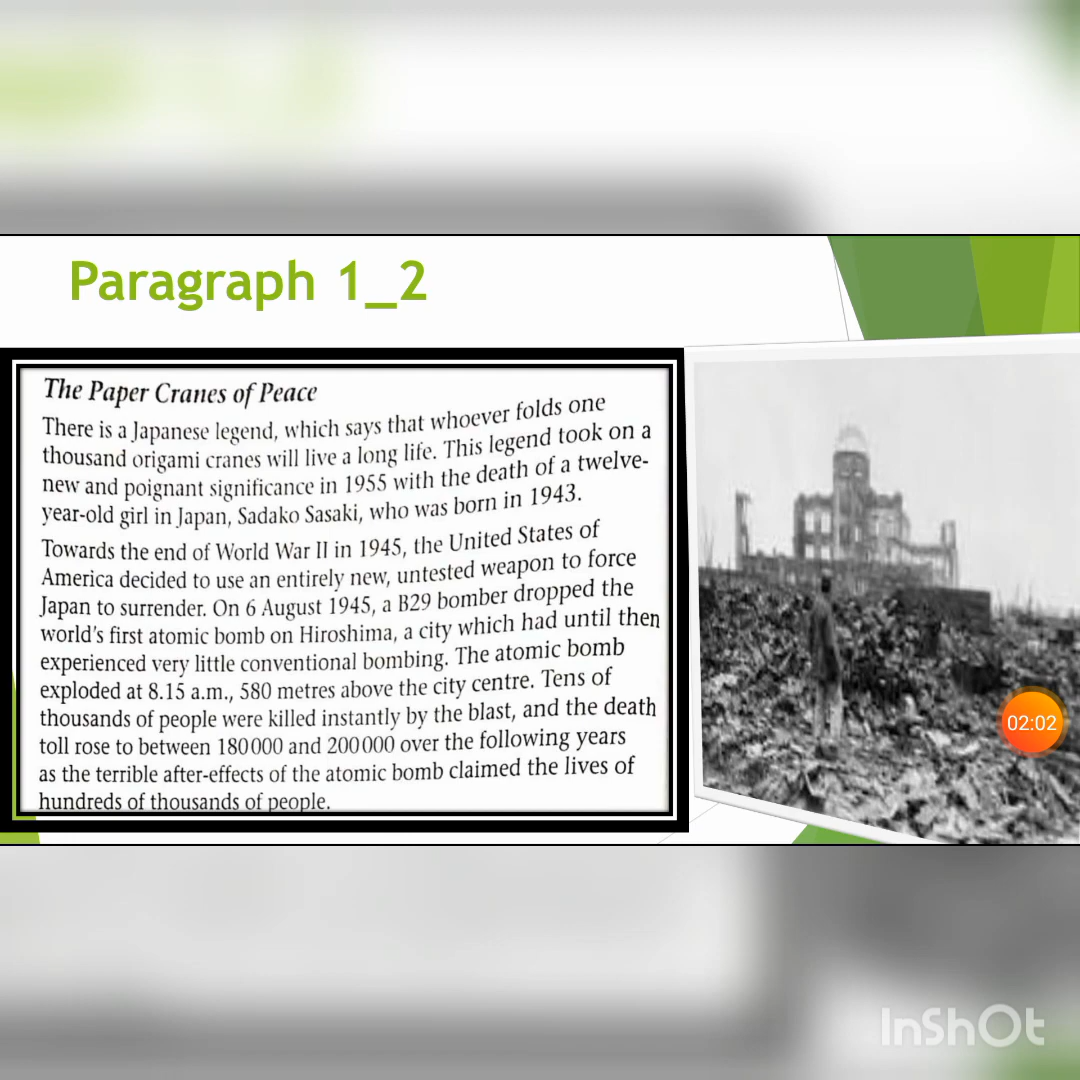 Paragraph 1_2
The Paper Cranes of Peace
There is a Japanese legend, which says that whoever folds one
thousand origami cranes will live a long life. This legend took on a
new and poignant significance in 1955 with the death of a twelve-
year-old girl in Japan, Sadako Sasaki, who was born in 1943.
Towards the end of World War II in 1945, the United States of
America decided to use an entirely new, untested weapon to force
Japan to surrender. On 6 August 1945, a B29 bomber dropped the
world's first atomic bomb on Hiroshima, a city which had until then
experienced very little conventional bombing. The atomic bomb
exploded at 8.15 a.m., 580 metres above the city centre. Tens of
thousands of people were killed instantly by the blast, and the death
toll rose to between 180 000 and 200 000 over the following years
as the terrible after-effects of the atomic bomb claimed the lives of
hundreds of thousands of people.
02:02
InShOt